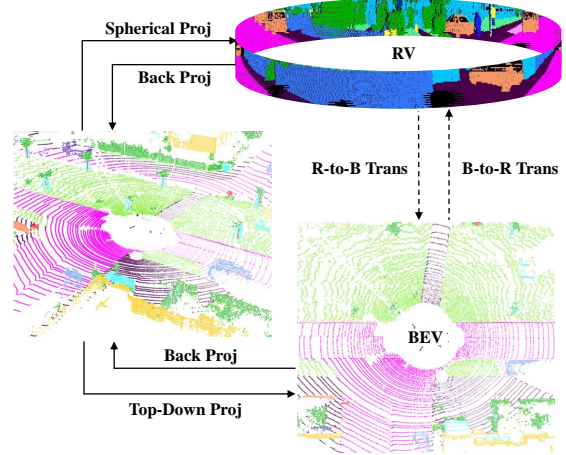 Spherical Proj
RV
Back Proj
R-to-B Trans
B-to-R Trans
BEV
Back Proj
Top-Down Proj